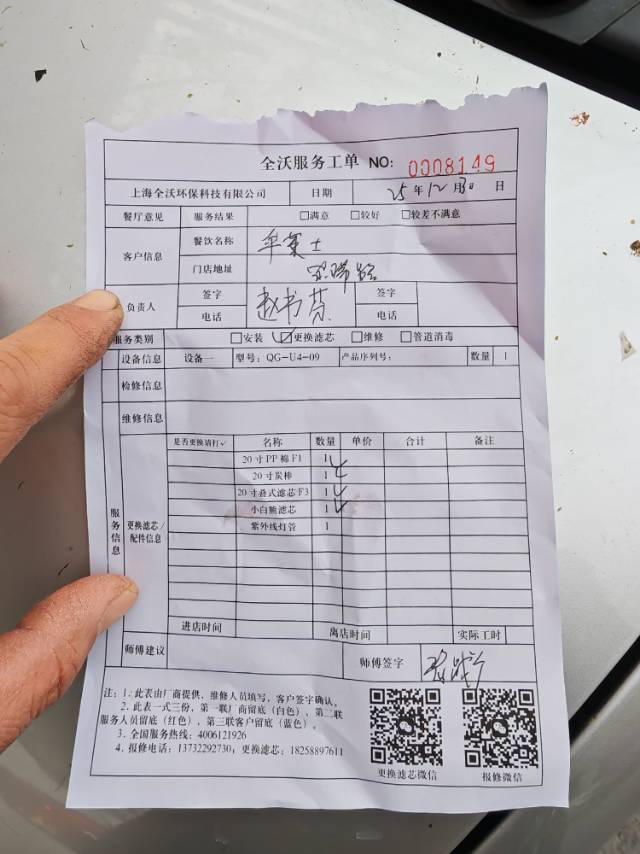 全沃服务工单 NO: 0008149
上海全沃环保科技有限公司 日期 25 年 12 月 30 日
餐厅意见 服务结果 □满意 □较好 □较差不满意
客户信息 餐饮名称 华莱士
门店地址
负责人 签字 赵书芬 签字
电话 电话
服务类别 □安装 ☑更换滤芯 □维修 □管道消毒
设备信息 设备一 型号: QG-U4-09 产品序列号: 数量 1
检修信息
维修信息
服务信息 更换滤芯/配件信息 是否更换请打✓ 名称 数量 单价 合计 备注
20寸PP棉F1 1 ✓
20寸炭棒 1 ✓
20寸叠式滤芯F3 1 ✓
小白鲸滤芯 1 ✓
紫外线灯管 1
进店时间 离店时间 实际工时
师傅建议 师傅签字
注: 1. 此表由厂商提供、维修人员填写,客户签字确认。
2. 此表一式三份,第一联厂商留底(白色),第二联
服务人员留底(红色),第三联客户留底(蓝色)。
3. 全国服务热线: 4006121926
4. 报修电话: 13732292730, 更换滤芯: 18258897611
更换滤芯微信 报修微信